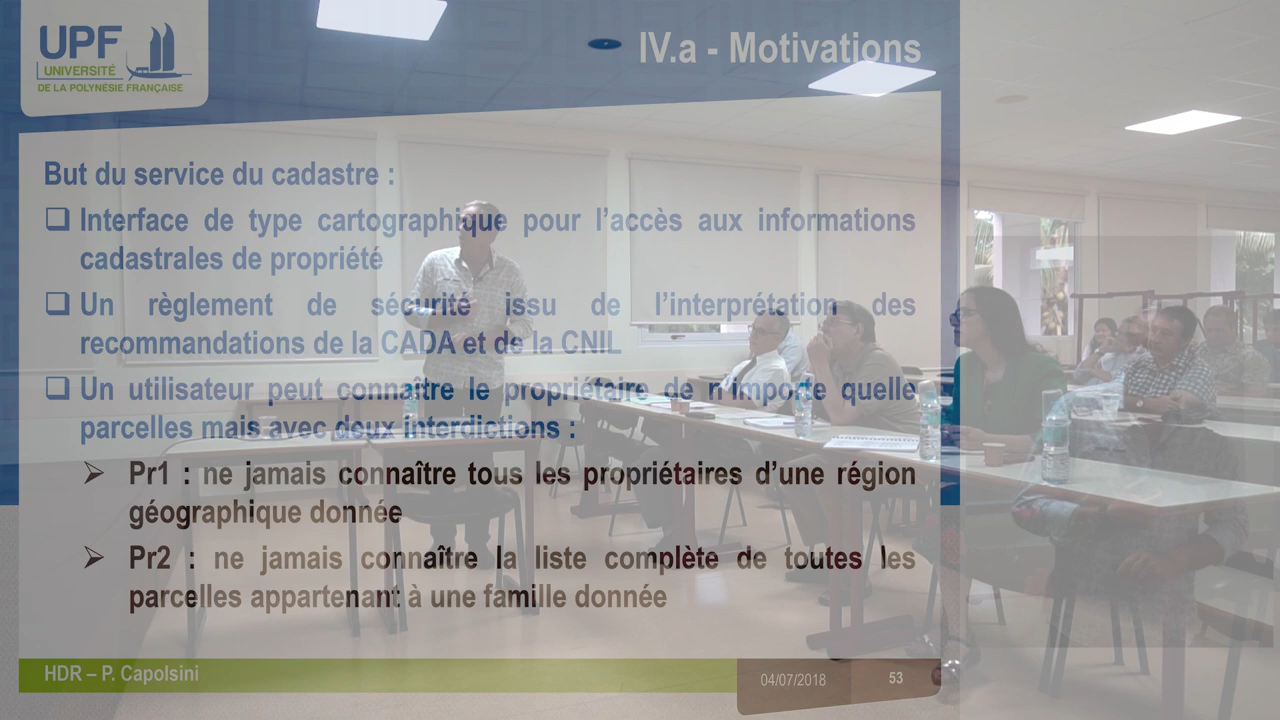 UPF
UNIVERSITÉ
DE LA POLYNÉSIE FRANÇAISE
IV.a - Motivations
But du service du cadastre :
❑ Interface de type cartographique pour l’accès aux informations
cadastrales de propriété
❑ Un règlement de sécurité issu de l’interprétation des
recommandations de la CADA et de la CNIL
❑ Un utilisateur peut connaître le propriétaire de n’importe quelle
parcelles mais avec deux interdictions :
➢ Pr1 : ne jamais connaître tous les propriétaires d’une région
géographique donnée
➢ Pr2 : ne jamais connaître la liste complète de toutes les
parcelles appartenant à une famille donnée
HDR – P. Capolsini
04/07/2018
53